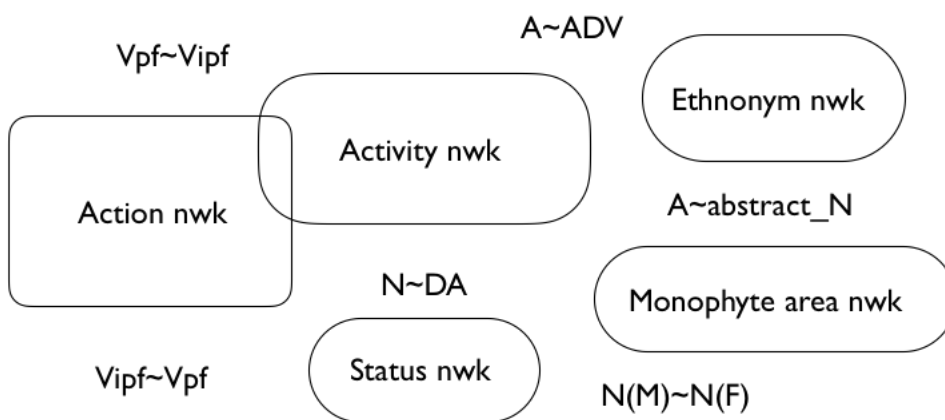 A~ADV
Vpf~Vipf
Ethnonym nwk
Activity nwk
Action nwk
A~abstract_N
N~DA
Monophyte area nwk
Vipf~Vpf
Status nwk
N(M)~N(F)